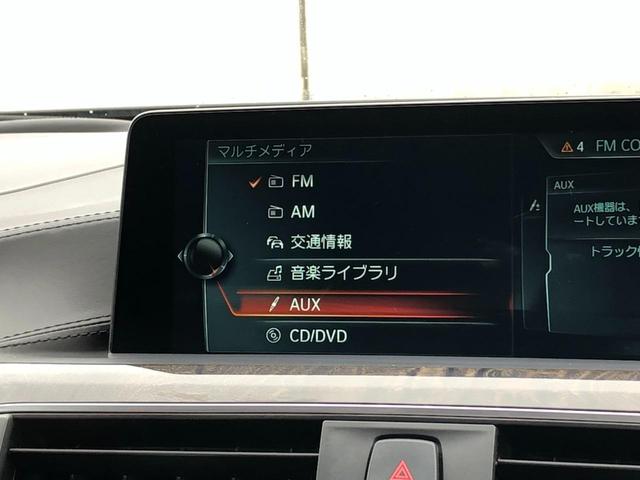 マルチメディア
FM
AM
交通情報
音楽ライブラリ
AUX
CD/DVD
4 FM CO
AUX
AUX機器は、
ートしていませ
トラック